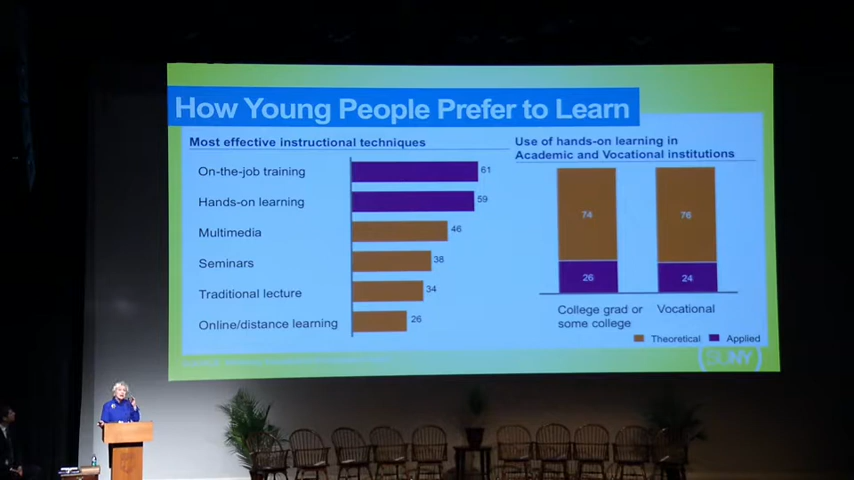 How Young People Prefer to Learn
Most effective instructional techniques
On-the-job training
61
Hands-on learning
59
Multimedia
46
Seminars
38
Traditional lecture
34
Online/distance learning
26
Use of hands-on learning in
Academic and Vocational institutions
74
76
26
24
College grad or
some college
Vocational
Theoretical
Applied
SUNY